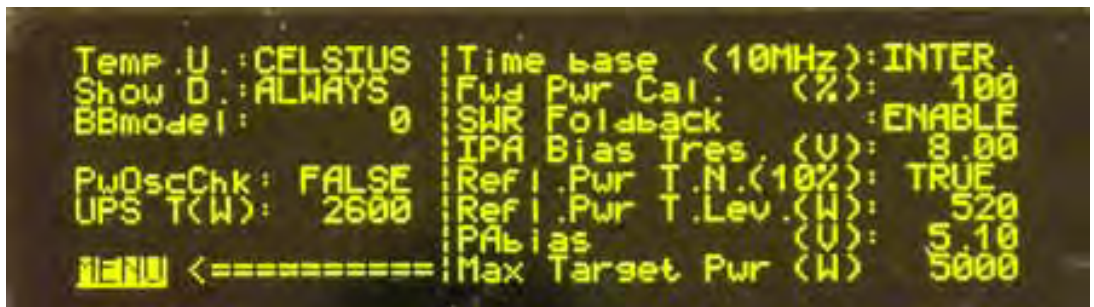 Temp.U.:CELSIUS |Time base (10MHz):INTER.
Show D.:ALWAYS |Fwd Pwr Cal. (%): 100
BBmodel: 0 |SWR Foldback :ENABLE
|IPA Bias Tres. (V): 8.00
PwOscChk: FALSE |Refl.Pwr T.N.(10%): TRUE
UPS T(W): 2600 |Refl.Pwr T.Lev.(W): 520
|PAbias (V): 5.10
MENU <==========|Max Target Pwr (W) 5000